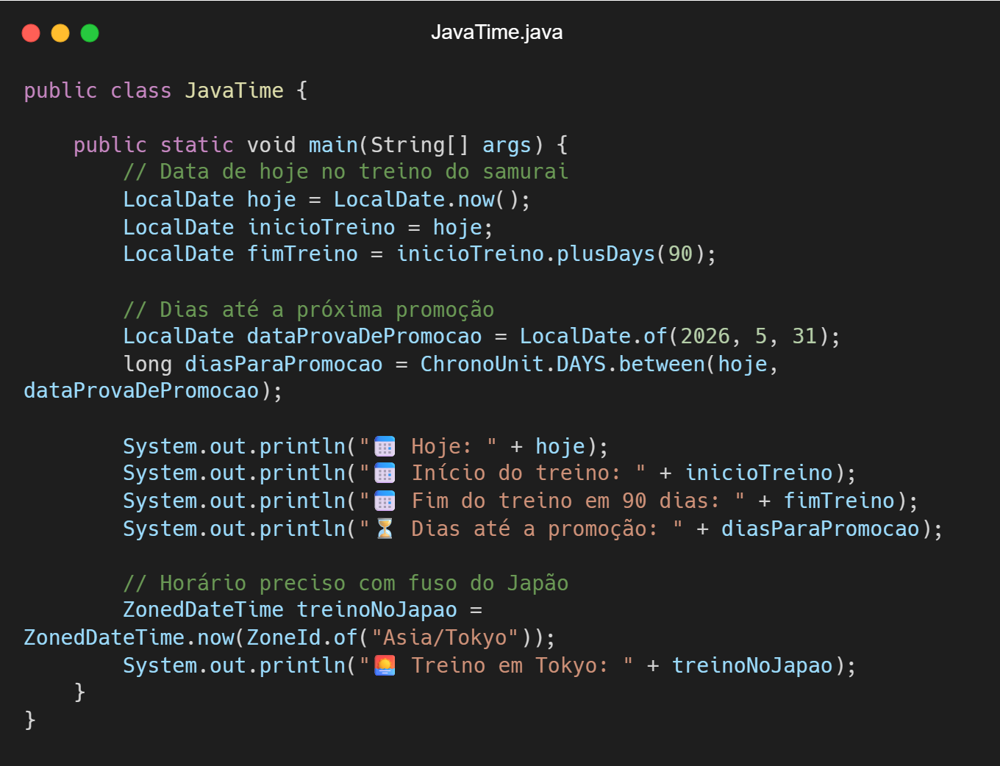 JavaTime.java
public class JavaTime {
    public static void main(String[] args) {
        // Data de hoje no treino do samurai
        LocalDate hoje = LocalDate.now();
        LocalDate inicioTreino = hoje;
        LocalDate fimTreino = inicioTreino.plusDays(90);
        // Dias até a próxima promoção
        LocalDate dataProvaDePromocao = LocalDate.of(2026, 5, 31);
        long diasParaPromocao = ChronoUnit.DAYS.between(hoje,
dataProvaDePromocao);
        System.out.println("📅 Hoje: " + hoje);
        System.out.println("📅 Início do treino: " + inicioTreino);
        System.out.println("📅 Fim do treino em 90 dias: " + fimTreino);
        System.out.println("⏳ Dias até a promoção: " + diasParaPromocao);
        // Horário preciso com fuso do Japão
        ZonedDateTime treinoNoJapao =
ZonedDateTime.now(ZoneId.of("Asia/Tokyo"));
        System.out.println("🌅 Treino em Tokyo: " + treinoNoJapao);
    }
}